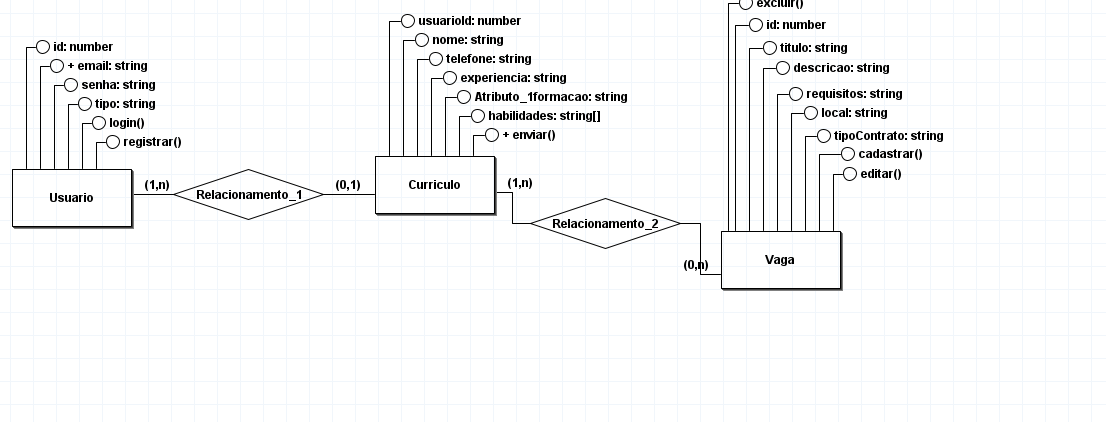 id: number
+ email: string
senha: string
tipo: string
login()
registrar()
Usuario
(1,n)
Relacionamento_1
(0,1)
usuarioId: number
nome: string
telefone: string
experiencia: string
Atributo_1formacao: string
habilidades: string[]
+ enviar()
Curriculo
(1,n)
Relacionamento_2
(0,n)
excluir()
id: number
titulo: string
descricao: string
requisitos: string
local: string
tipoContrato: string
cadastrar()
editar()
Vaga